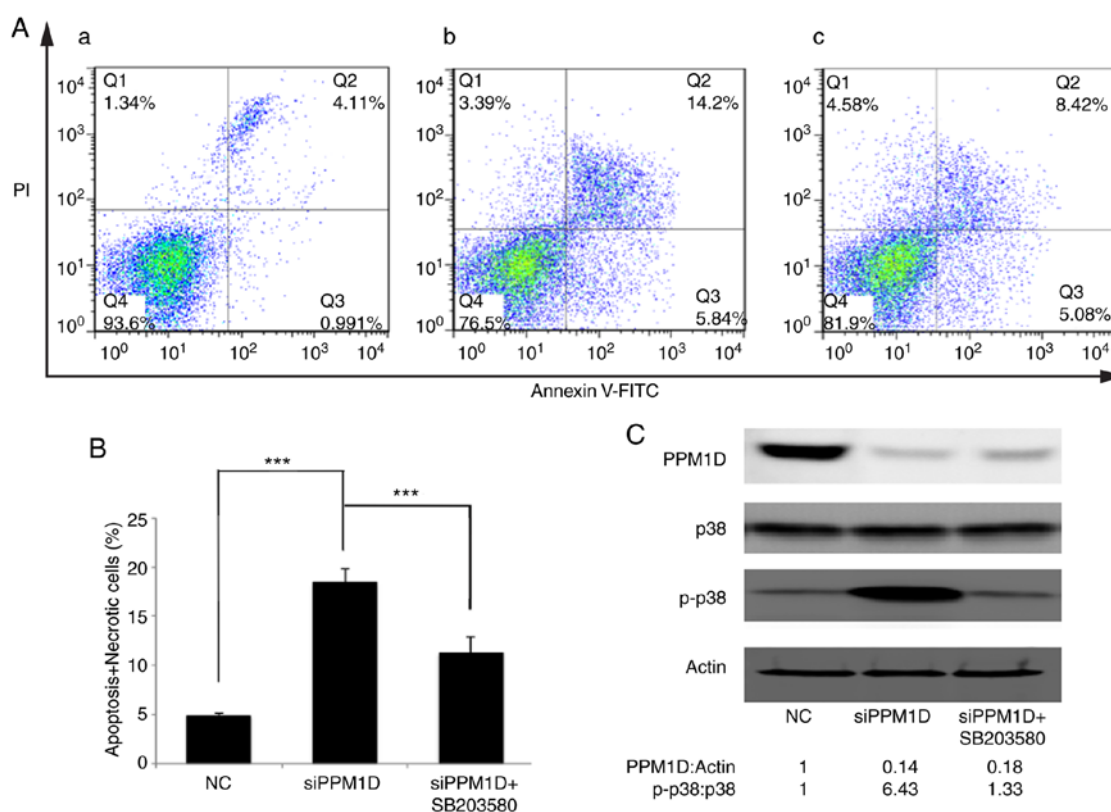 A
a
b
c
PI
10⁴
10³
10²
10¹
10⁰
Q1
1.34%
Q2
4.11%
Q4
93.6%
Q3
0.991%
10⁰ 10¹ 10² 10³ 10⁴
10⁴
10³
10²
10¹
10⁰
Q1
3.39%
Q2
14.2%
Q4
76.5%
Q3
5.84%
10⁰ 10¹ 10² 10³ 10⁴
10⁴
10³
10²
10¹
10⁰
Q1
4.58%
Q2
8.42%
Q4
81.9%
Q3
5.08%
10⁰ 10¹ 10² 10³ 10⁴
Annexin V-FITC
B
***
***
Apoptosis+Necrotic cells (%)
25
20
15
10
5
0
NC
siPPM1D
siPPM1D+
SB203580
C
PPM1D
p38
p-p38
Actin
NC
siPPM1D
siPPM1D+
SB203580
PPM1D:Actin 1 0.14 0.18
p-p38:p38 1 6.43 1.33